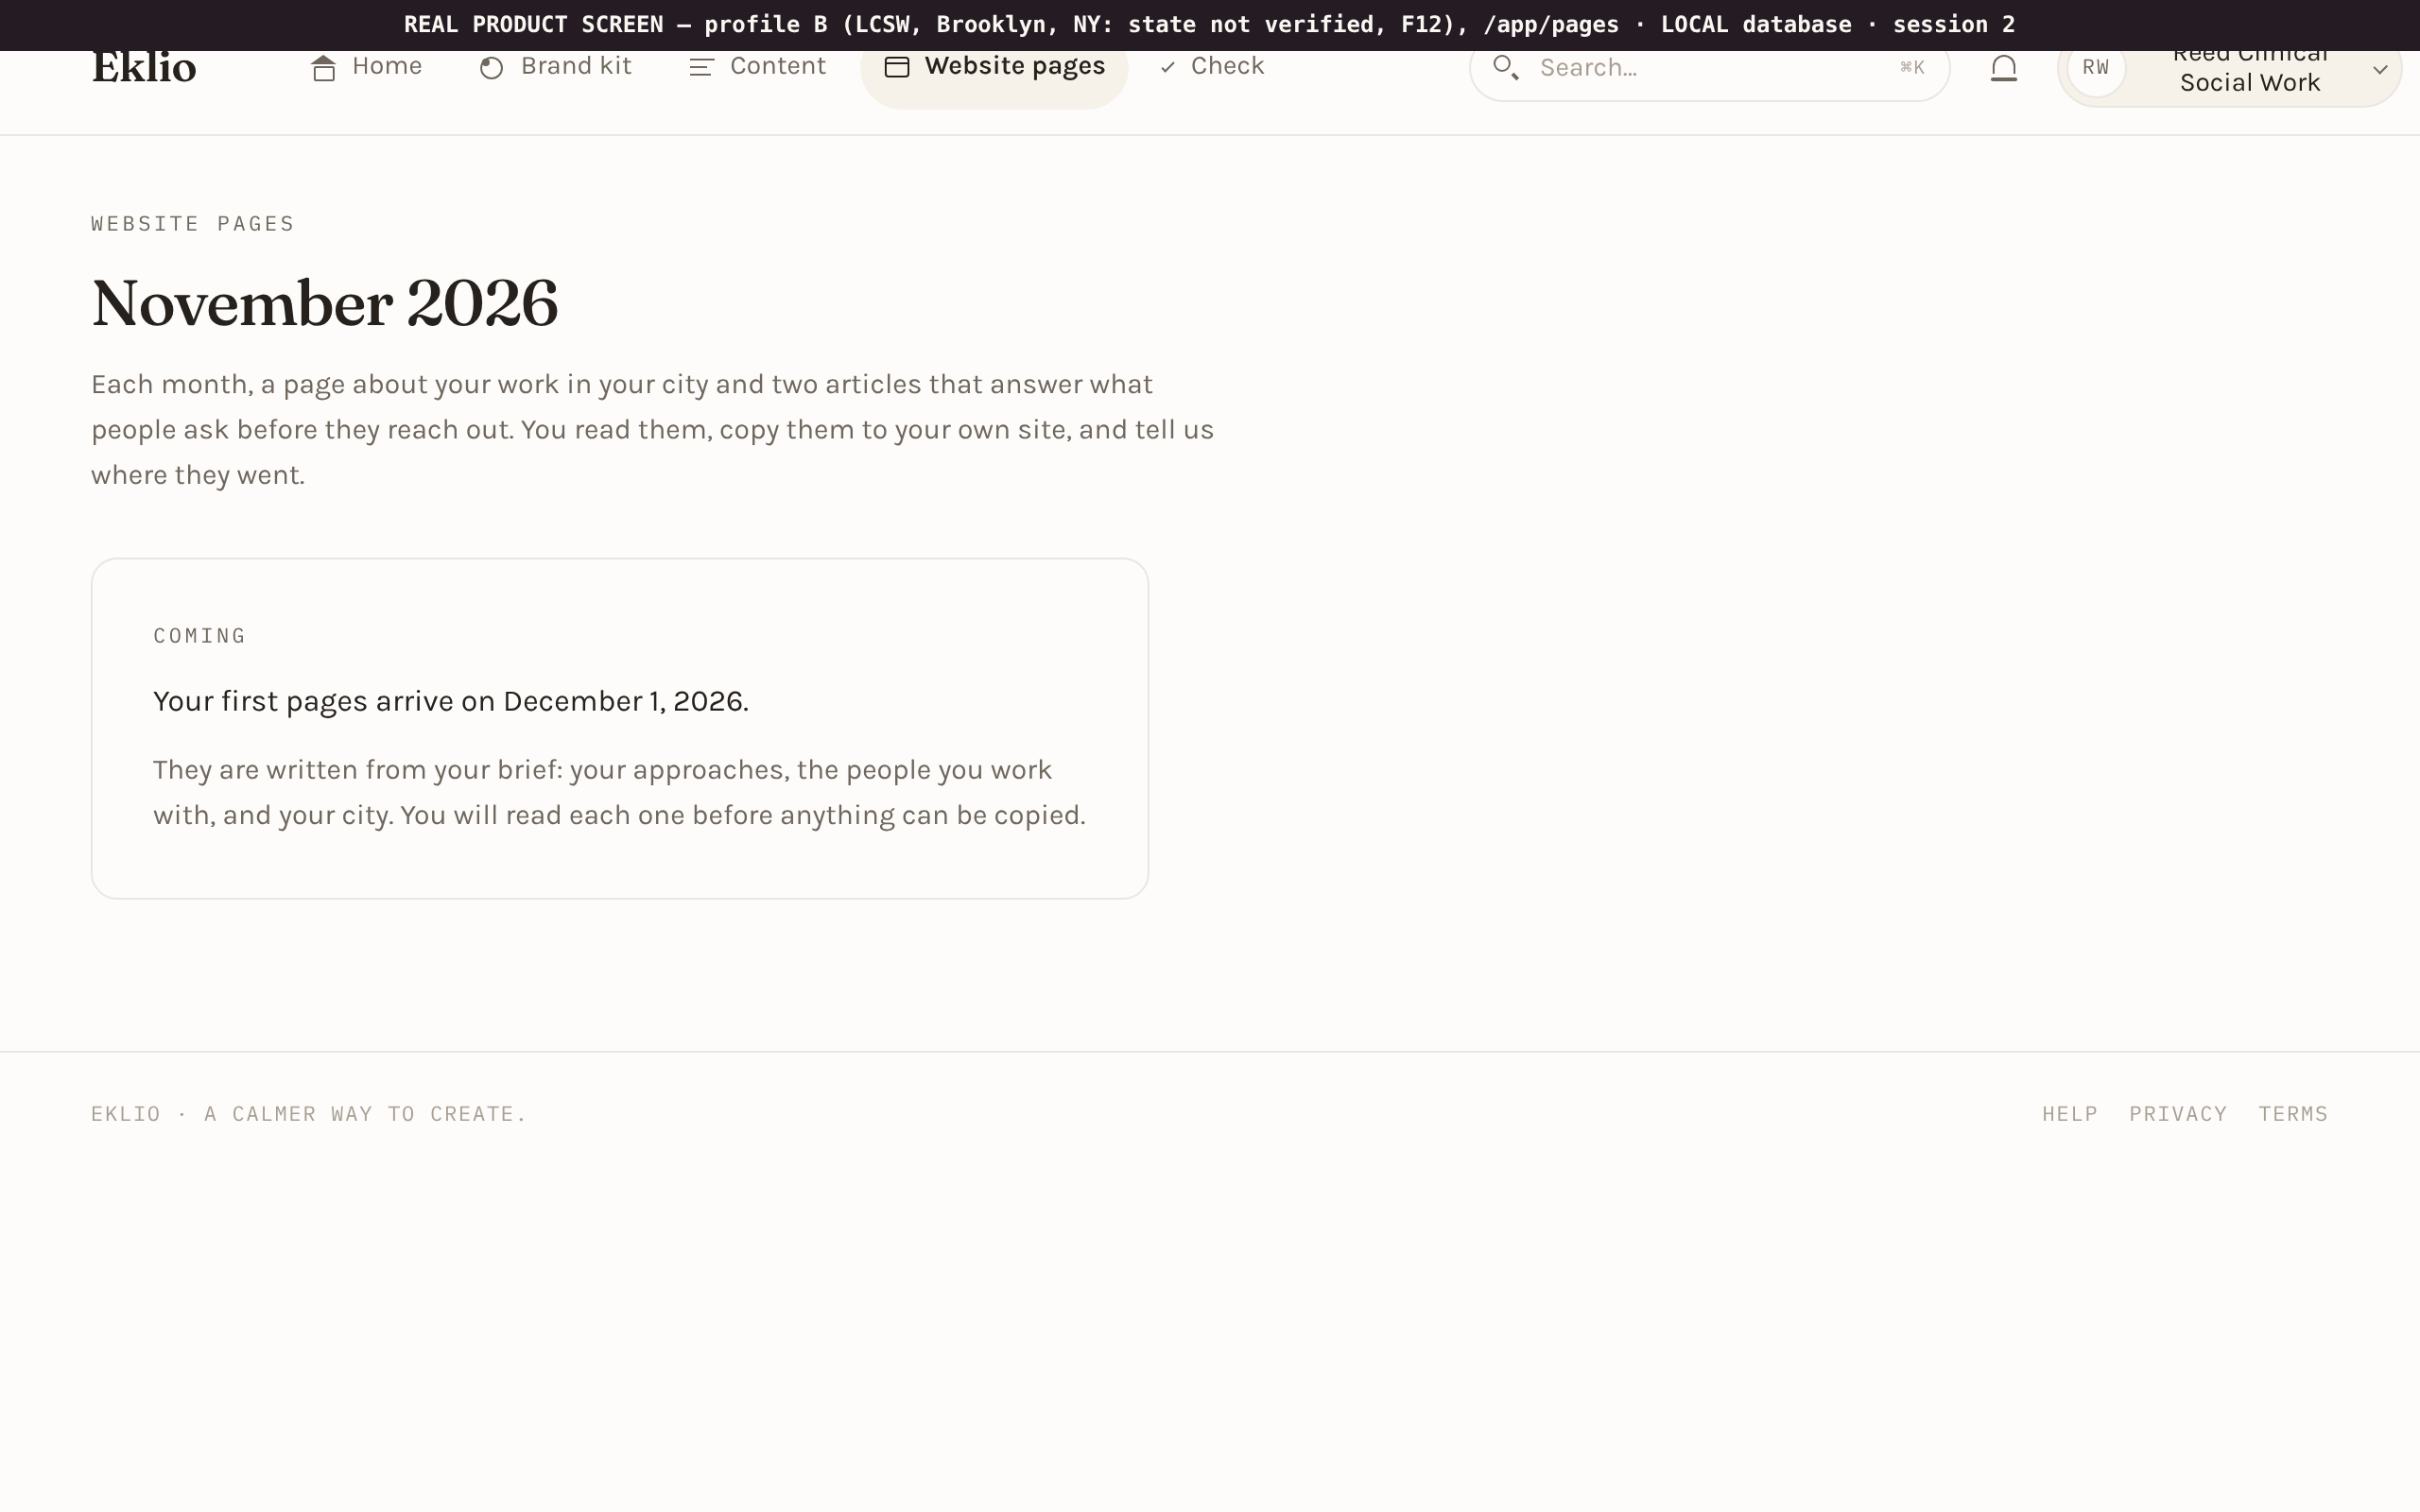 REAL PRODUCT SCREEN — profile B (LCSW, Brooklyn, NY: state not verified, F12), /app/pages · LOCAL database · session 2
Eklio
Home
Brand kit
Content
Website pages
Check
Search...
⌘K
RW
Reed Clinical
Social Work
WEBSITE PAGES
November 2026
Each month, a page about your work in your city and two articles that answer what
people ask before they reach out. You read them, copy them to your own site, and tell us
where they went.
COMING
Your first pages arrive on December 1, 2026.
They are written from your brief: your approaches, the people you work
with, and your city. You will read each one before anything can be copied.
EKLIO · A CALMER WAY TO CREATE.
HELP
PRIVACY
TERMS